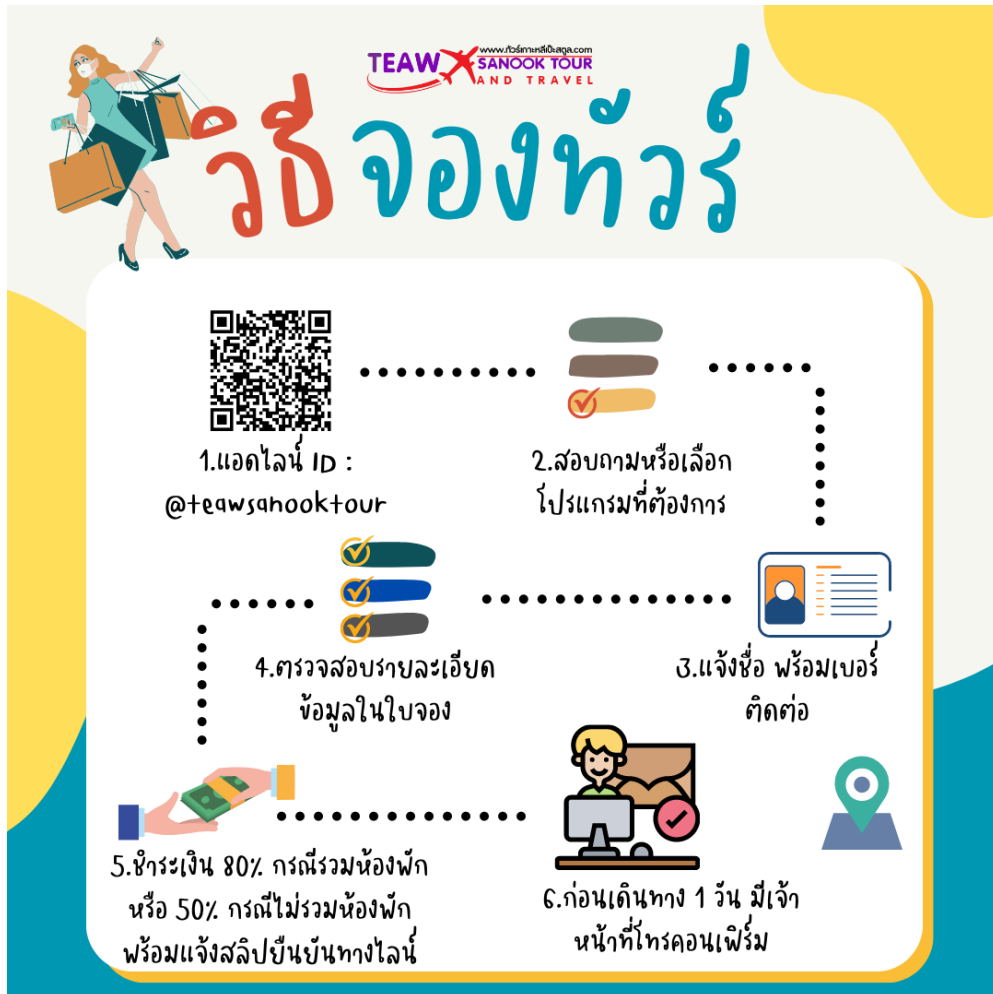 www.ทัวร์เกาะหลีเป๊ะสตูล.com
TEAW SANOOK TOUR
AND TRAVEL
วิธีจองทัวร์
1.แอดไลน์ ID :
@teawsanooktour
2.สอบถามหรือเลือก
โปรแกรมที่ต้องการ
3.แจ้งชื่อ พร้อมเบอร์
ติดต่อ
4.ตรวจสอบรายละเอียด
ข้อมูลในใบจอง
5.ชำระเงิน 80% กรณีรวมห้องพัก
หรือ 50% กรณีไม่รวมห้องพัก
พร้อมแจ้งสลิปยืนยันทางไลน์
6.ก่อนเดินทาง 1 วัน มีเจ้า
หน้าที่โทรคอนเฟิร์ม